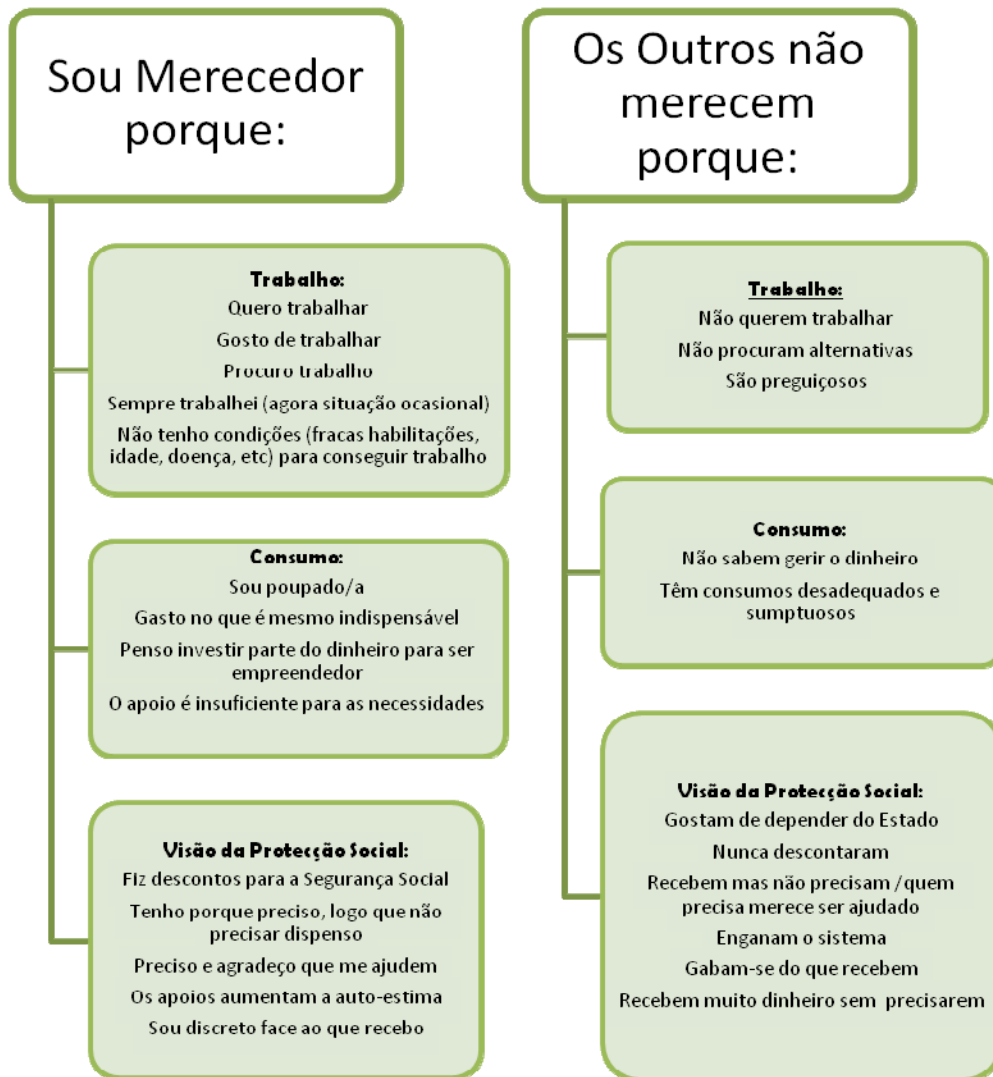 Sou Merecedor
porque:
Trabalho:
Quero trabalhar
Gosto de trabalhar
Procuro trabalho
Sempre trabalhei (agora situação ocasional)
Não tenho condições (fracas habilitações,
idade, doença, etc) para conseguir trabalho
Consumo:
Sou poupado/a
Gasto no que é mesmo indispensável
Penso investir parte do dinheiro para ser
empreendedor
O apoio é insuficiente para as necessidades
Visão da Protecção Social:
Fiz descontos para a Segurança Social
Tenho porque preciso, logo que não
precisar dispenso
Preciso e agradeço que me ajudem
Os apoios aumentam a auto-estima
Sou discreto face ao que recebo
Os Outros não
merecem
porque:
Trabalho:
Não querem trabalhar
Não procuram alternativas
São preguiçosos
Consumo:
Não sabem gerir o dinheiro
Têm consumos desadequados e
sumptuosos
Visão da Protecção Social:
Gostam de depender do Estado
Nunca descontaram
Recebem mas não precisam /quem
precisa merece ser ajudado
Enganam o sistema
Gabam-se do que recebem
Recebem muito dinheiro sem precisarem